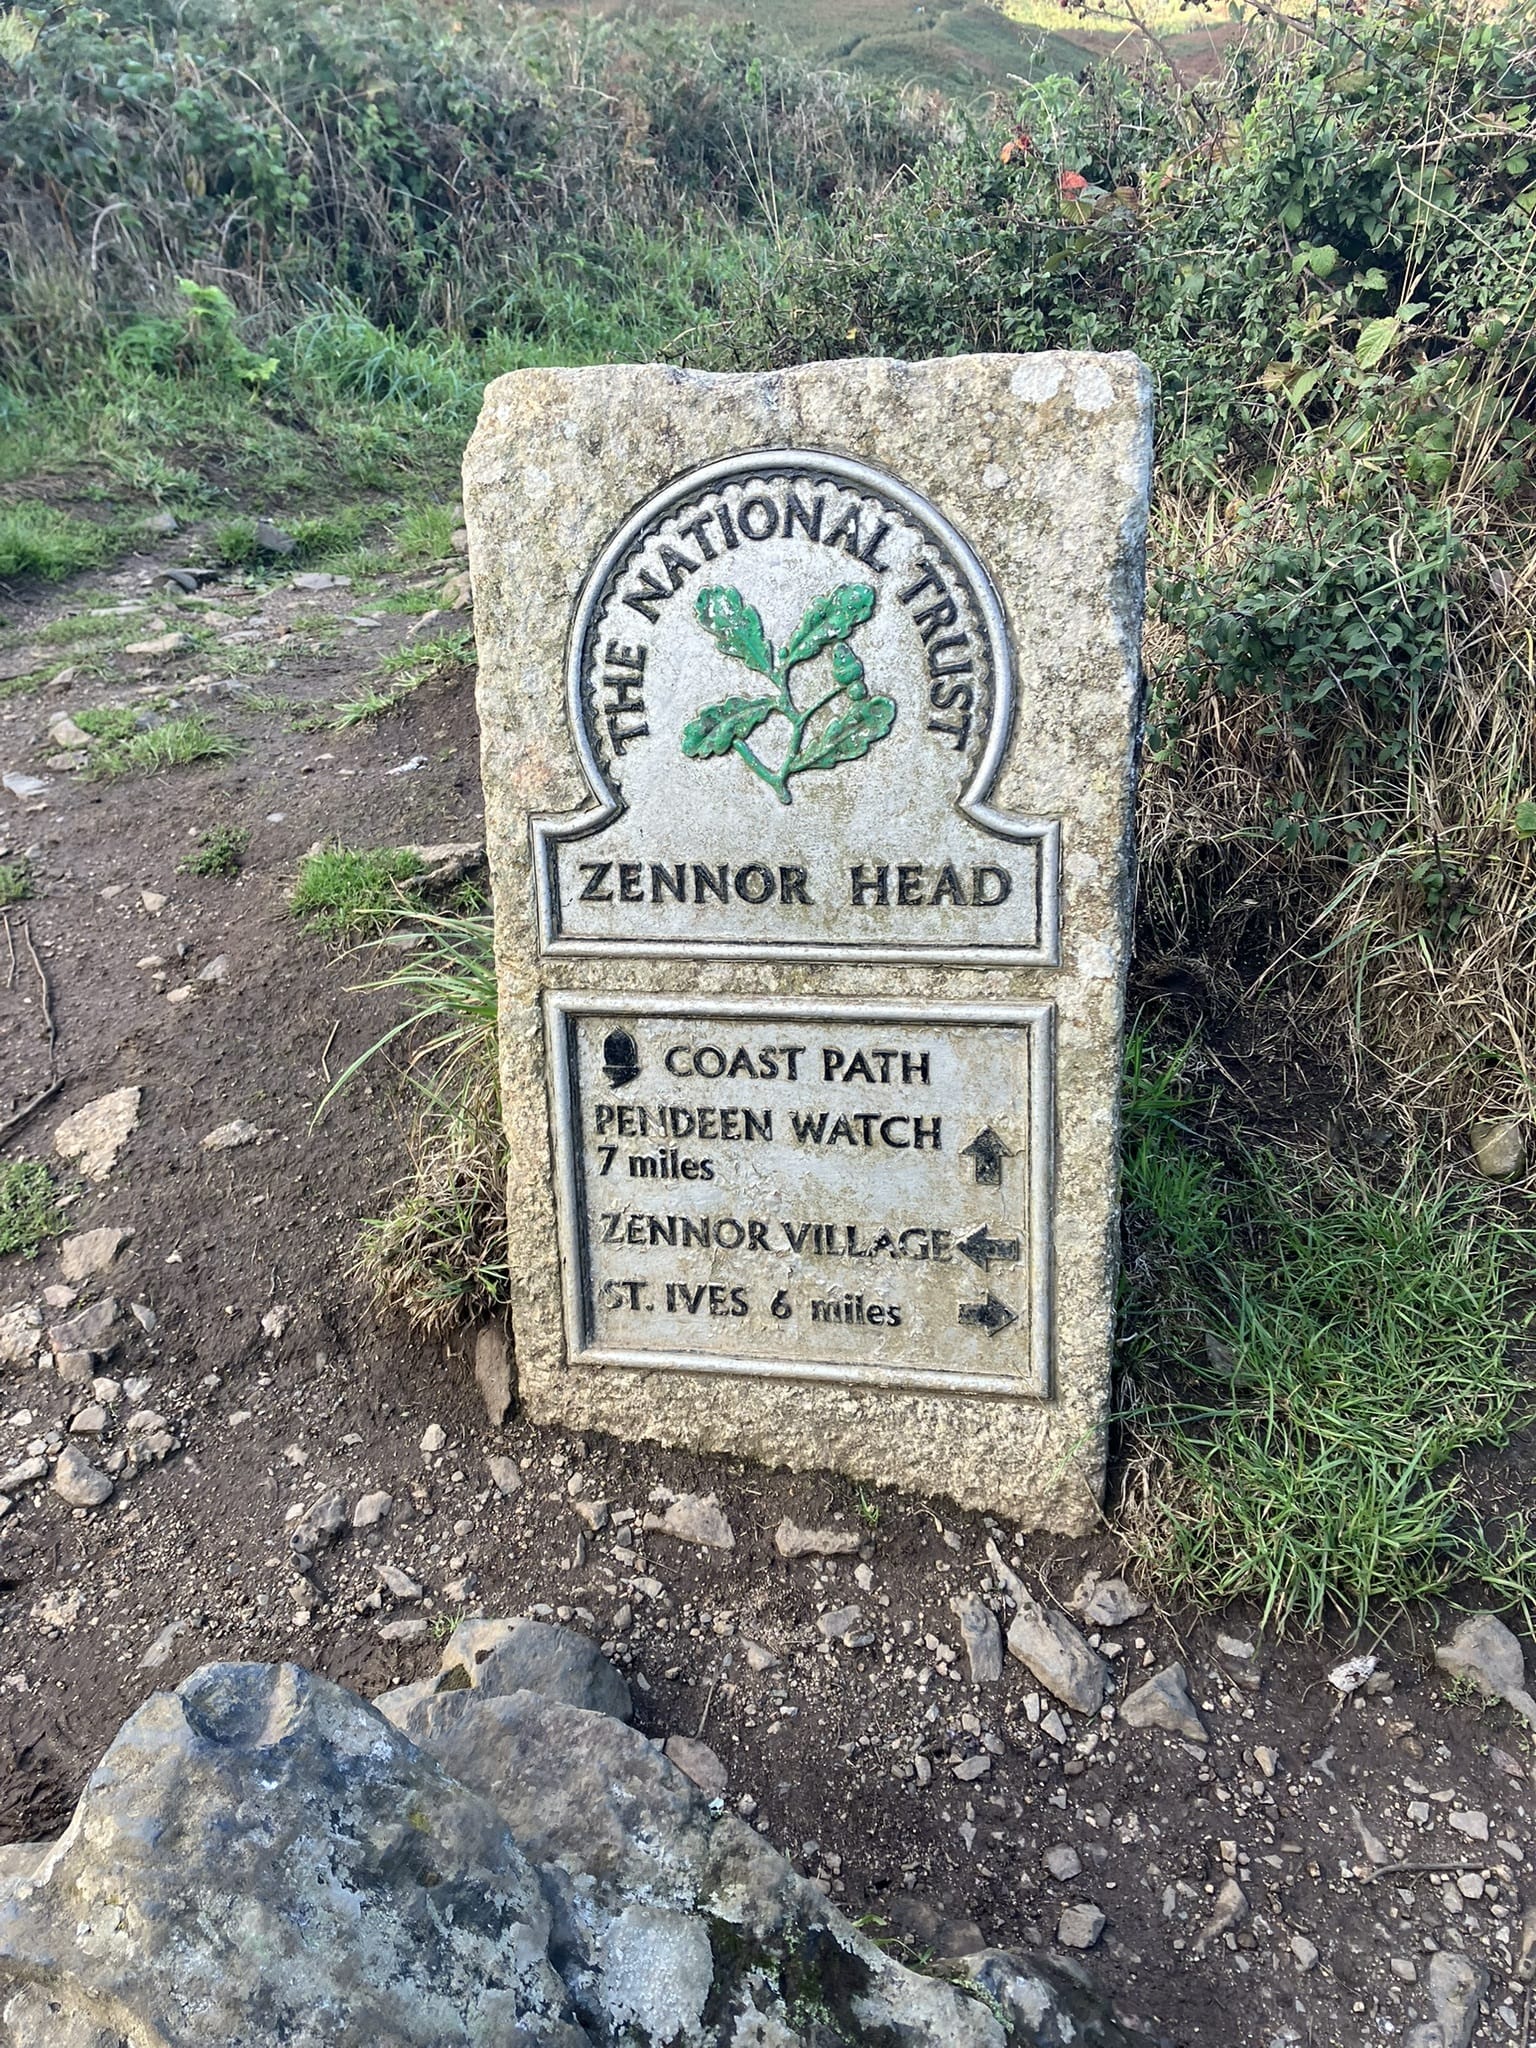 THE NATIONAL TRUST
ZENNOR HEAD
COAST PATH
PENDEEN WATCH
7 miles
ZENNOR VILLAGE
ST. IVES 6 miles